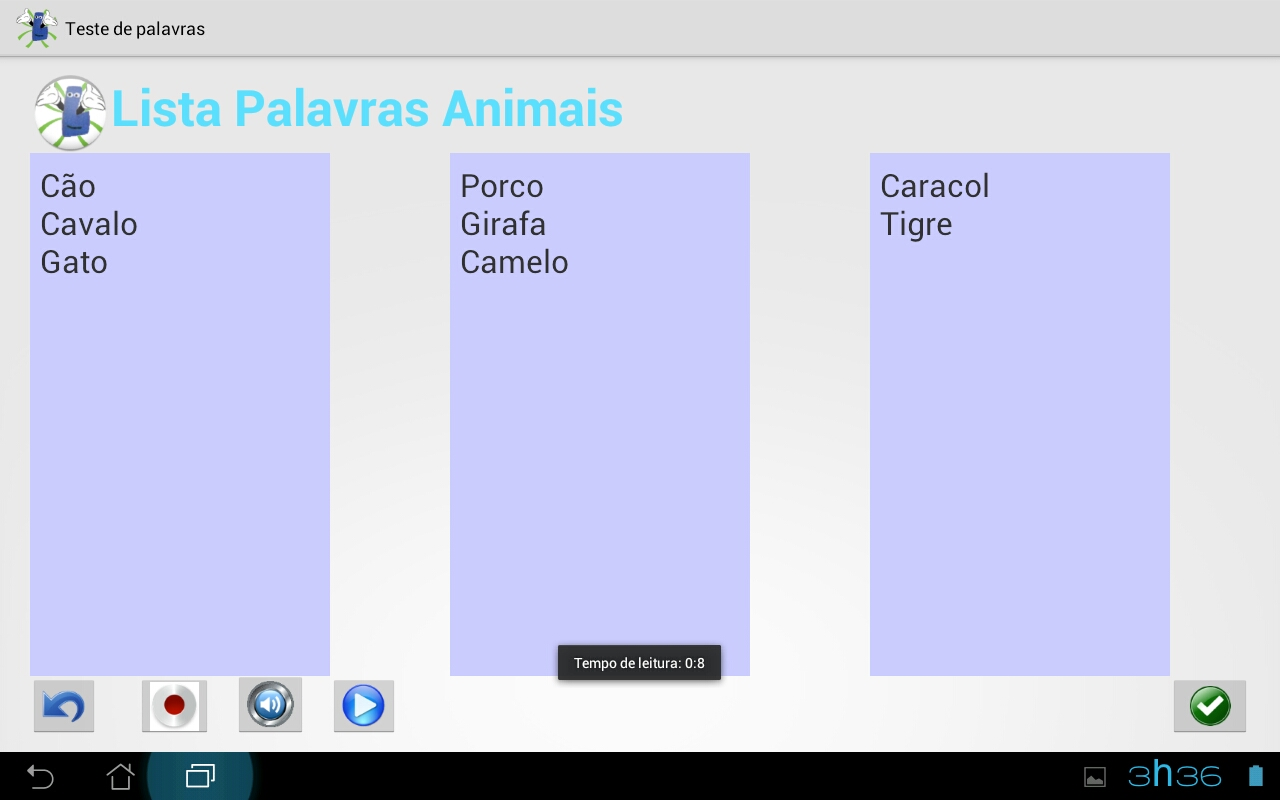 Teste de palavras
Lista Palavras Animais
Cão
Cavalo
Gato
Porco
Girafa
Camelo
Caracol
Tigre
Tempo de leitura: 0:8
3h36